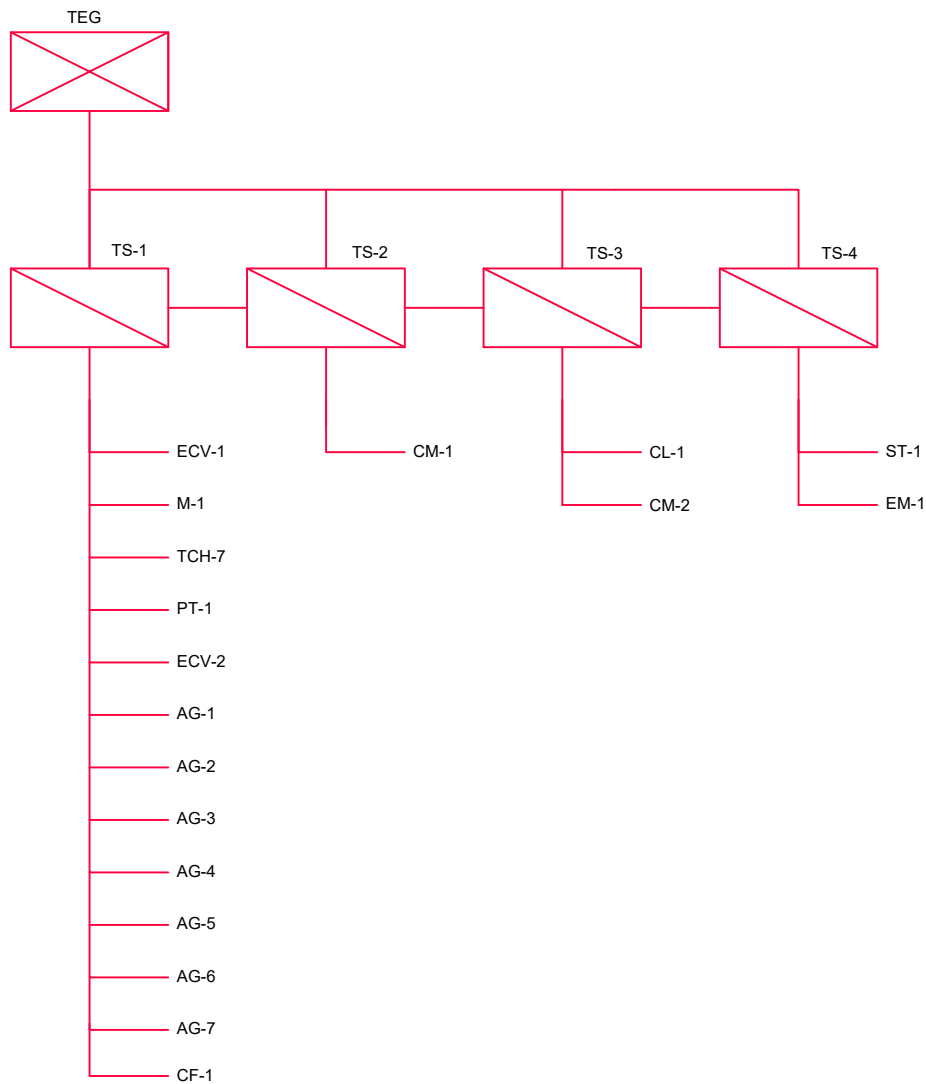 TEG
TS-1
TS-2
TS-3
TS-4
ECV-1
CM-1
CL-1
ST-1
M-1
CM-2
EM-1
TCH-7
PT-1
ECV-2
AG-1
AG-2
AG-3
AG-4
AG-5
AG-6
AG-7
CF-1